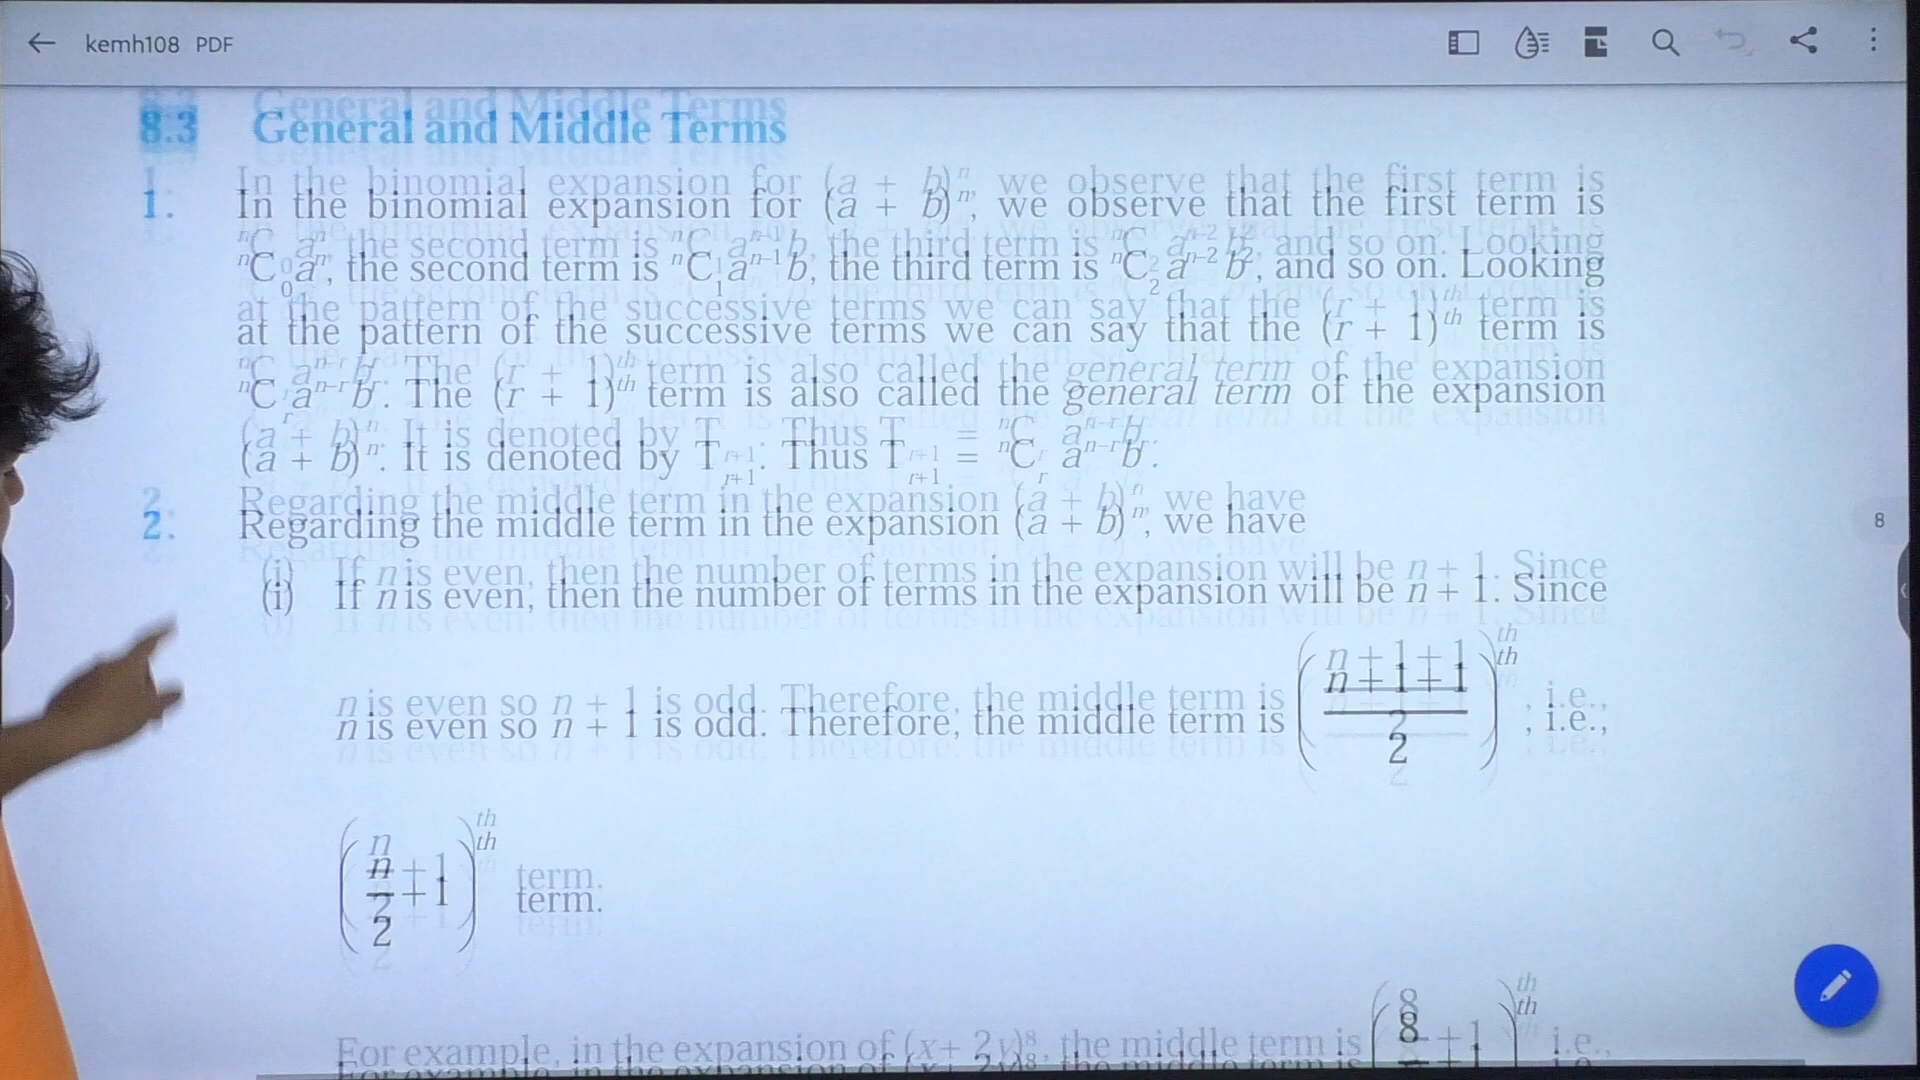 kemh108 PDF
8.3 General and Middle Terms
1. In the binomial expansion for (a + b)ⁿ, we observe that the first term is
ⁿC₀aⁿ, the second term is ⁿC₁aⁿ⁻¹b, the third term is ⁿC₂aⁿ⁻²b², and so on. Looking
at the pattern of the successive terms we can say that the (r + 1)ᵗʰ term is
ⁿCᵣaⁿ⁻ʳbʳ. The (r + 1)ᵗʰ term is also called the general term of the expansion
(a + b)ⁿ. It is denoted by Tᵣ₊₁. Thus Tᵣ₊₁ = ⁿCᵣ aⁿ⁻ʳbʳ.
2. Regarding the middle term in the expansion (a + b)ⁿ, we have
(i) If n is even, then the number of terms in the expansion will be n + 1. Since
n is even so n + 1 is odd. Therefore, the middle term is ((n+1+1)/2)ᵗʰ, i.e.,
(n/2+1)ᵗʰ term.
For example, in the expansion of (x + 2y)⁸, the middle term is (8/ +1)ᵗʰ i.e.,
8